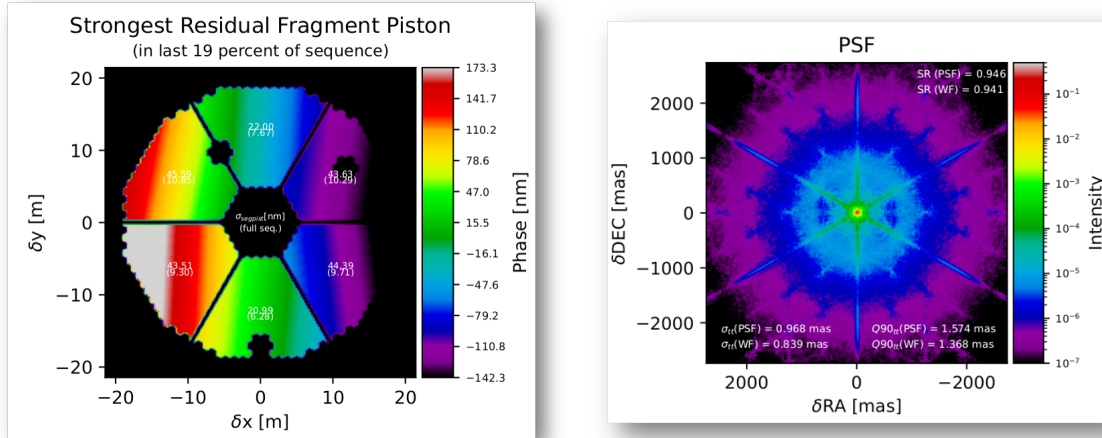 Strongest Residual Fragment Piston
(in last 19 percent of sequence)
20
10
0
−10
−20
δy [m]
−20
−10
0
10
20
δx [m]
22.00
(7.67)
45.59
(10.85)
43.63
(10.29)
σsegpist[nm]
(full seq.)
43.51
(9.30)
44.39
(9.71)
20.99
(6.28)
173.3
141.7
110.2
78.6
47.0
15.5
-16.1
-47.6
-79.2
-110.8
-142.3
Phase [nm]
PSF
SR (PSF) = 0.946
SR (WF) = 0.941
2000
1000
0
−1000
−2000
δDEC [mas]
σtt(PSF) = 0.968 mas
σtt(WF) = 0.839 mas
Q90tt(PSF) = 1.574 mas
Q90tt(WF) = 1.368 mas
2000
0
−2000
δRA [mas]
10⁻¹
10⁻²
10⁻³
10⁻⁴
10⁻⁵
10⁻⁶
10⁻⁷
Intensity